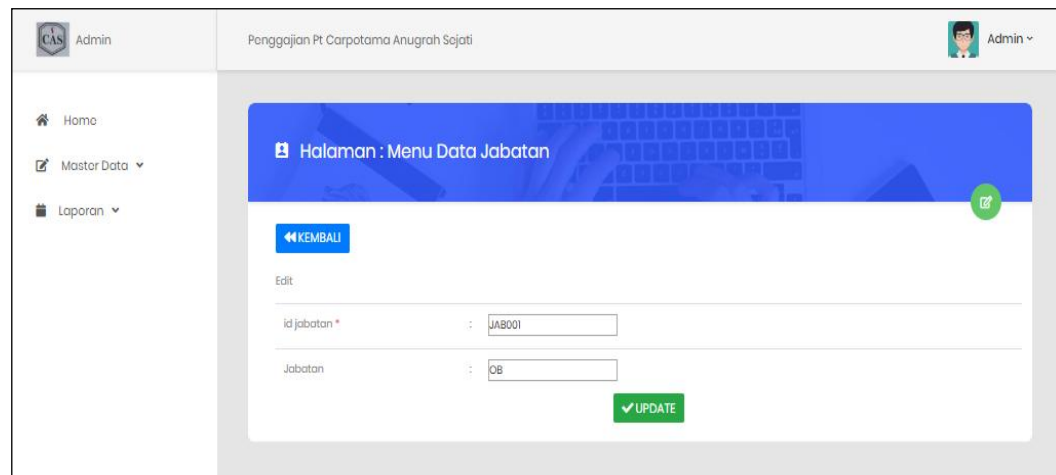 CAS Admin
Penggajian Pt Carpotama Anugrah Sejati
Admin
Home
Master Data
Laporan
Halaman : Menu Data Jabatan
KEMBALI
Edit
id jabatan * : JAB001
Jabatan : OB
UPDATE